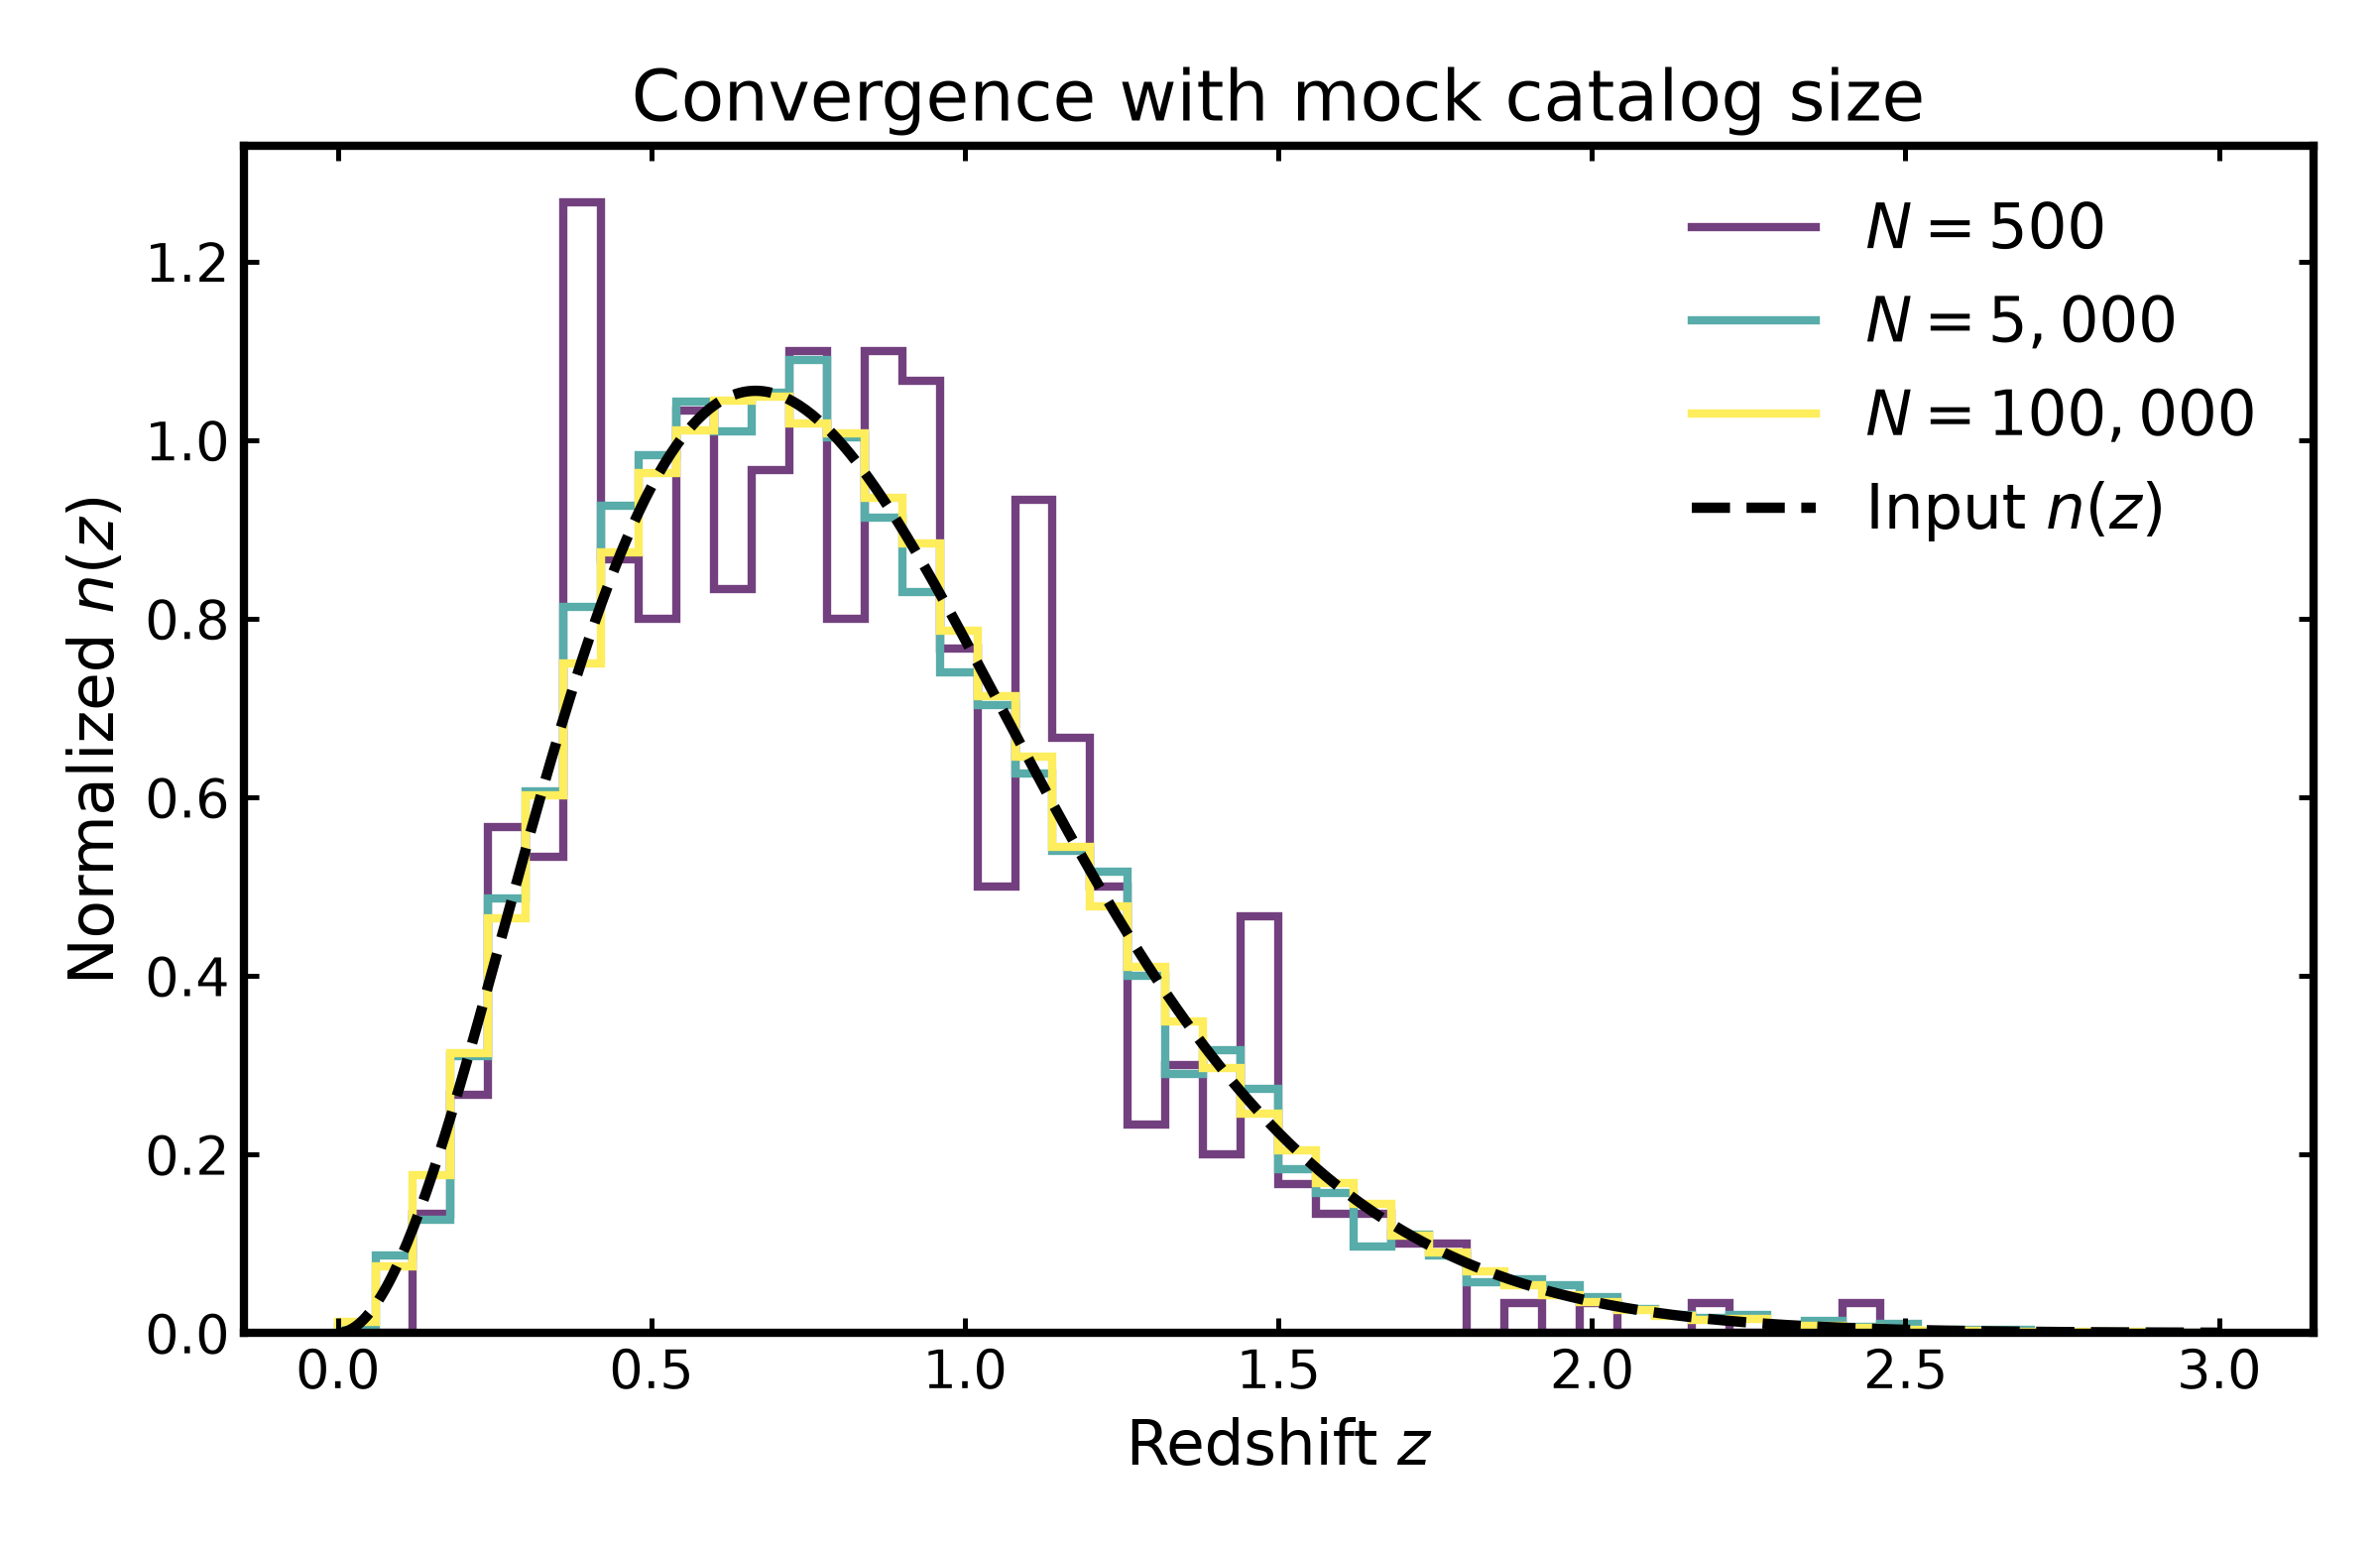 Convergence with mock catalog size
N = 500
N = 5,000
N = 100,000
Input n(z)
Normalized n(z)
1.2
1.0
0.8
0.6
0.4
0.2
0.0
0.0 0.5 1.0 1.5 2.0 2.5 3.0
Redshift z